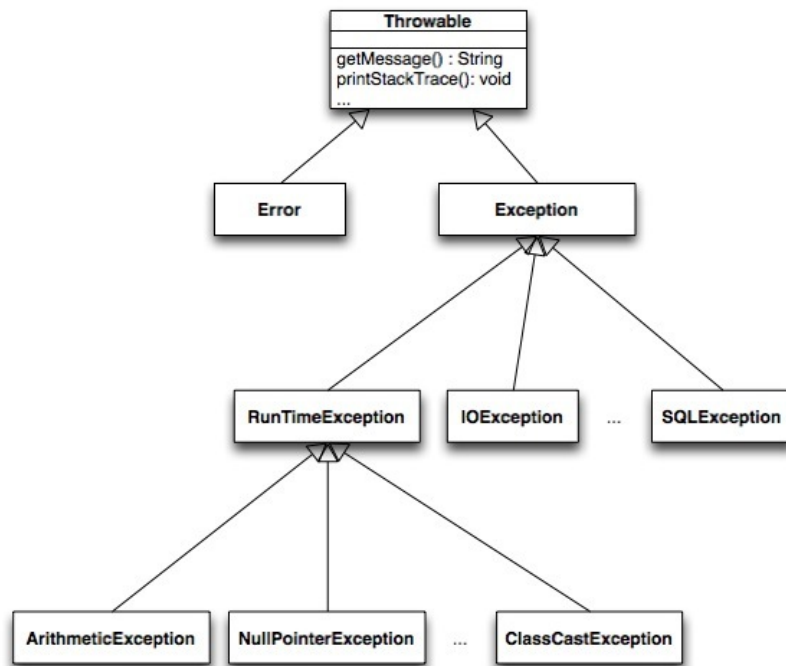 Throwable
getMessage() : String
printStackTrace(): void
...
Error
Exception
RunTimeException
IOException
...
SQLException
ArithmeticException
NullPointerException
...
ClassCastException